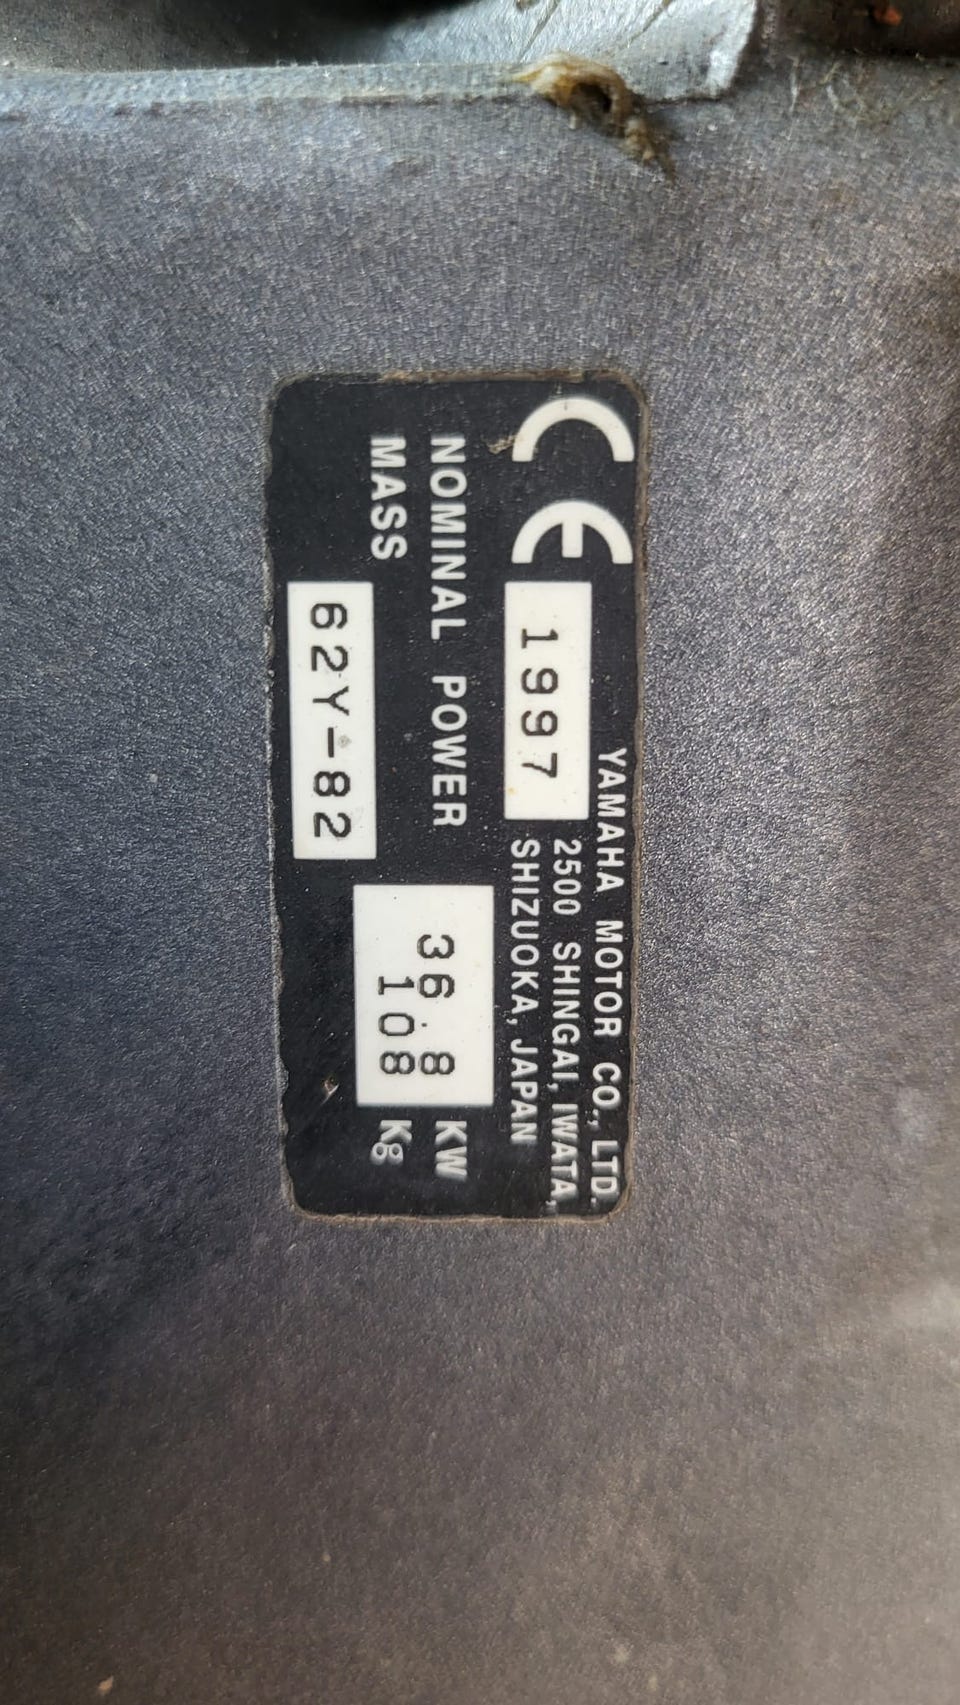 YAMAHA MOTOR CO., LTD.
CE 1997 2500 SHINGAI, IWATA,
SHIZUOKA, JAPAN
NOMINAL POWER 36.8 KW
MASS 108 Kg
62Y-82